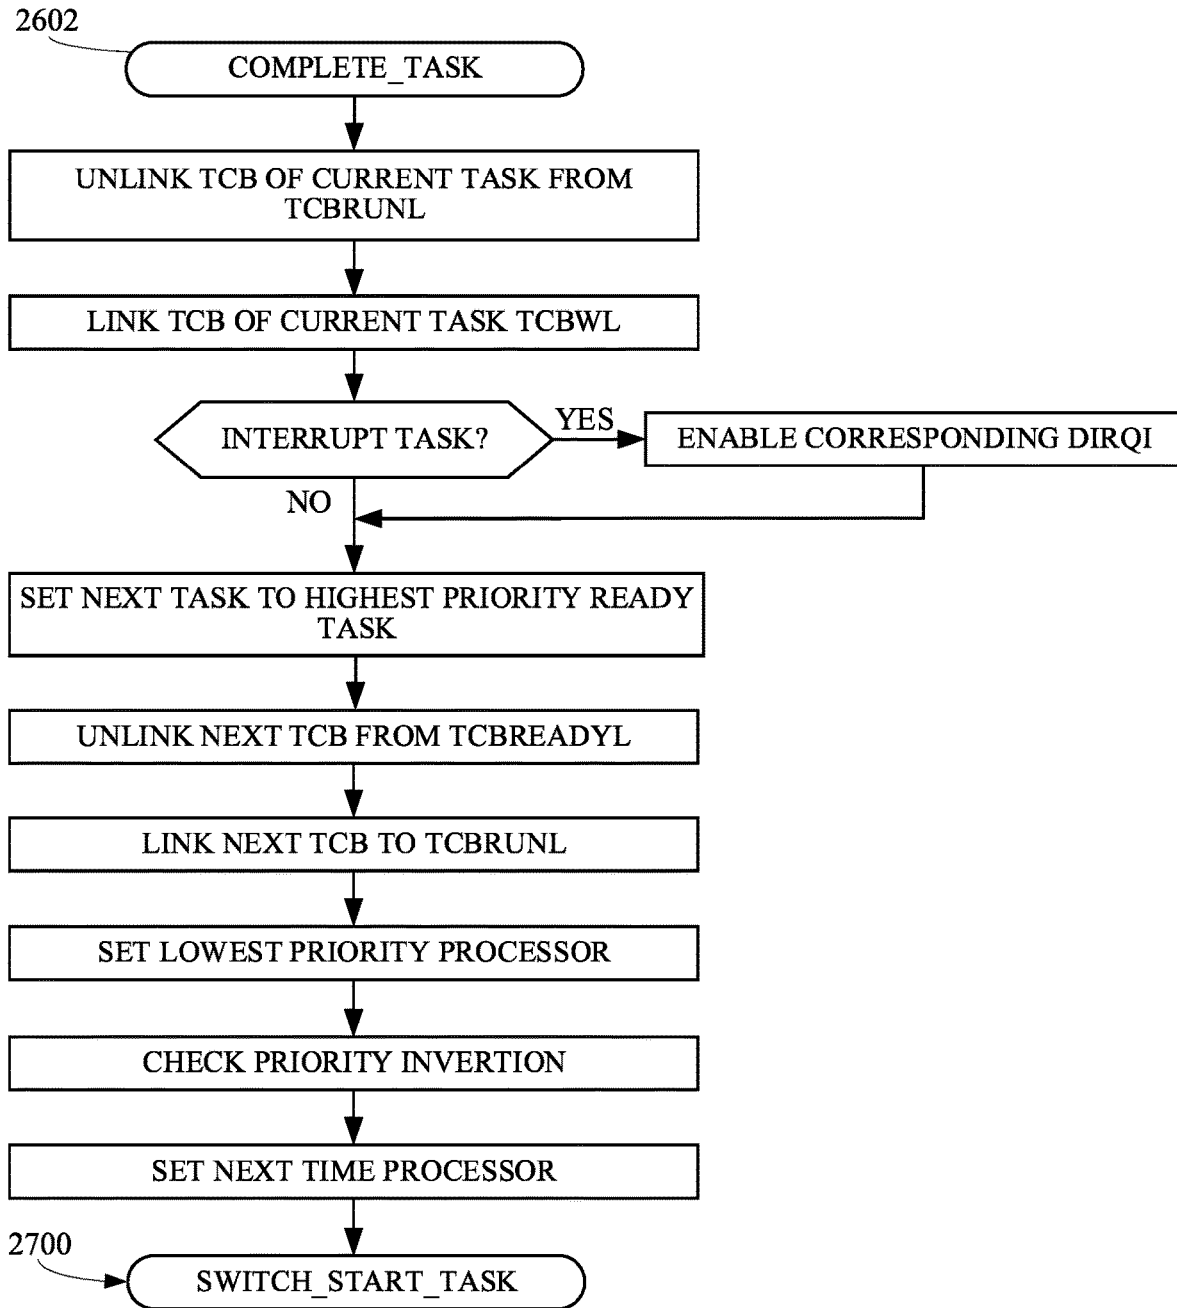 2602
COMPLETE_TASK
UNLINK TCB OF CURRENT TASK FROM
TCBRUNL
LINK TCB OF CURRENT TASK TCBWL
INTERRUPT TASK?
YES
ENABLE CORRESPONDING DIRQI
NO
SET NEXT TASK TO HIGHEST PRIORITY READY
TASK
UNLINK NEXT TCB FROM TCBREADYL
LINK NEXT TCB TO TCBRUNL
SET LOWEST PRIORITY PROCESSOR
CHECK PRIORITY INVERTION
SET NEXT TIME PROCESSOR
2700
SWITCH_START_TASK